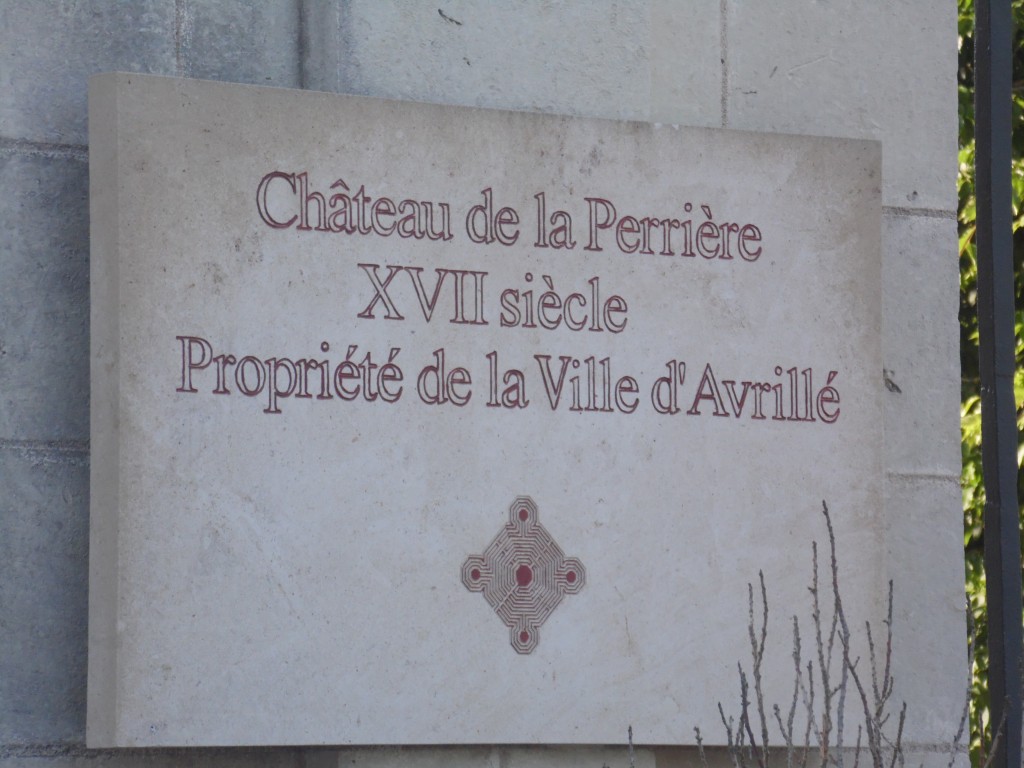 Château de la Perrière
XVII siècle
Propriété de la Ville d'Avrillé